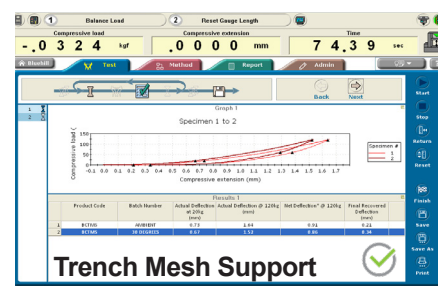 1 Balance Load 2 Reset Gauge Length
Compressive load Compressive extension Time
-.0324 kgf .0000 mm 74.39 sec
Bluehill Test Method Report Admin
Back Next
Start
Stop
Return
Reset
Finish
Save
Save As
Print
1
2
Graph 1
Specimen 1 to 2
Compressive load (
150
100
50
0
-0.1 0.0 0.1 0.2 0.3 0.4 0.5 0.6 0.7 0.8 0.9 1.0 1.1 1.2 1.3 1.4 1.5 1.6 1.7
Compressive extension (mm)
Specimen #
1
2
Results 1
Product Code Batch Number Actual Deflection at 20kg (mm) Actual Deflection @ 120kg (mm) Net Deflection* @ 120kg Final Recovered Deflection (mm)
1 BCTMS AMBIENT 0.73 1.64 0.91 0.21
2 BCTMS 30 DEGREES 0.67 1.52 0.86 0.34
Trench Mesh Support